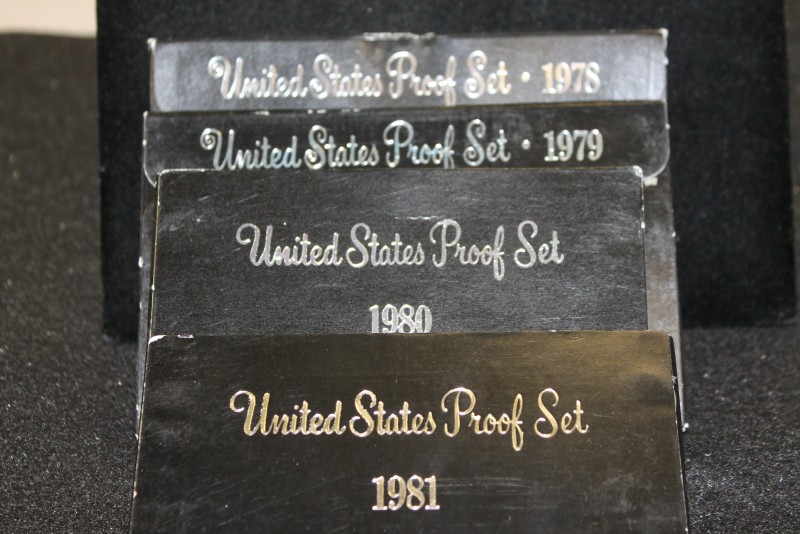 United States Proof Set · 1978
United States Proof Set · 1979
United States Proof Set
1980
United States Proof Set
1981